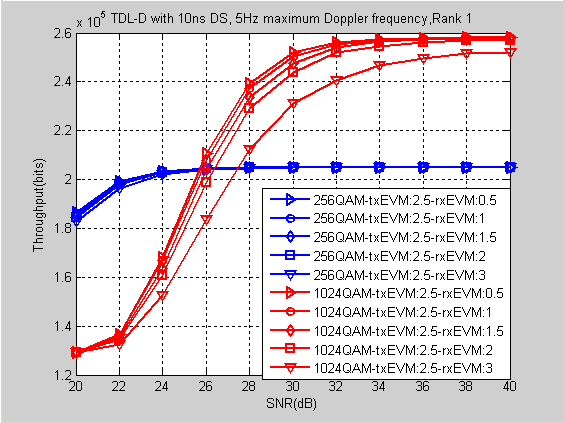 x 10^5 TDL-D with 10ns DS, 5Hz maximum Doppler frequency,Rank 1
2.6
2.4
2.2
2
1.8
1.6
1.4
1.2
Throughput(bits)
256QAM-txEVM:2.5-rxEVM:0.5
256QAM-txEVM:2.5-rxEVM:1
256QAM-txEVM:2.5-rxEVM:1.5
256QAM-txEVM:2.5-rxEVM:2
256QAM-txEVM:2.5-rxEVM:3
1024QAM-txEVM:2.5-rxEVM:0.5
1024QAM-txEVM:2.5-rxEVM:1
1024QAM-txEVM:2.5-rxEVM:1.5
1024QAM-txEVM:2.5-rxEVM:2
1024QAM-txEVM:2.5-rxEVM:3
20 22 24 26 28 30 32 34 36 38 40
SNR(dB)